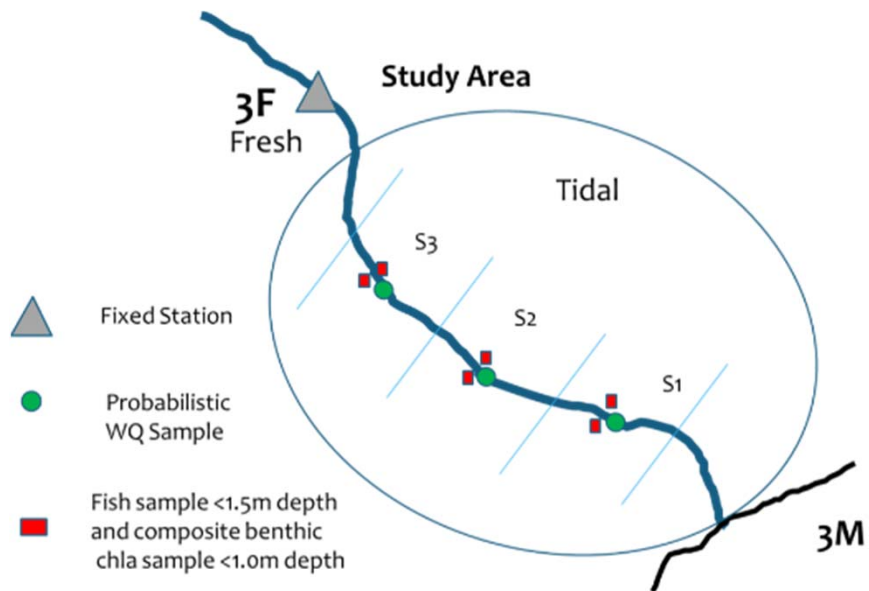 Study Area
3F
Fresh
Tidal
S3
S2
S1
Fixed Station
Probabilistic
WQ Sample
Fish sample <1.5m depth
and composite benthic
chla sample <1.0m depth
3M